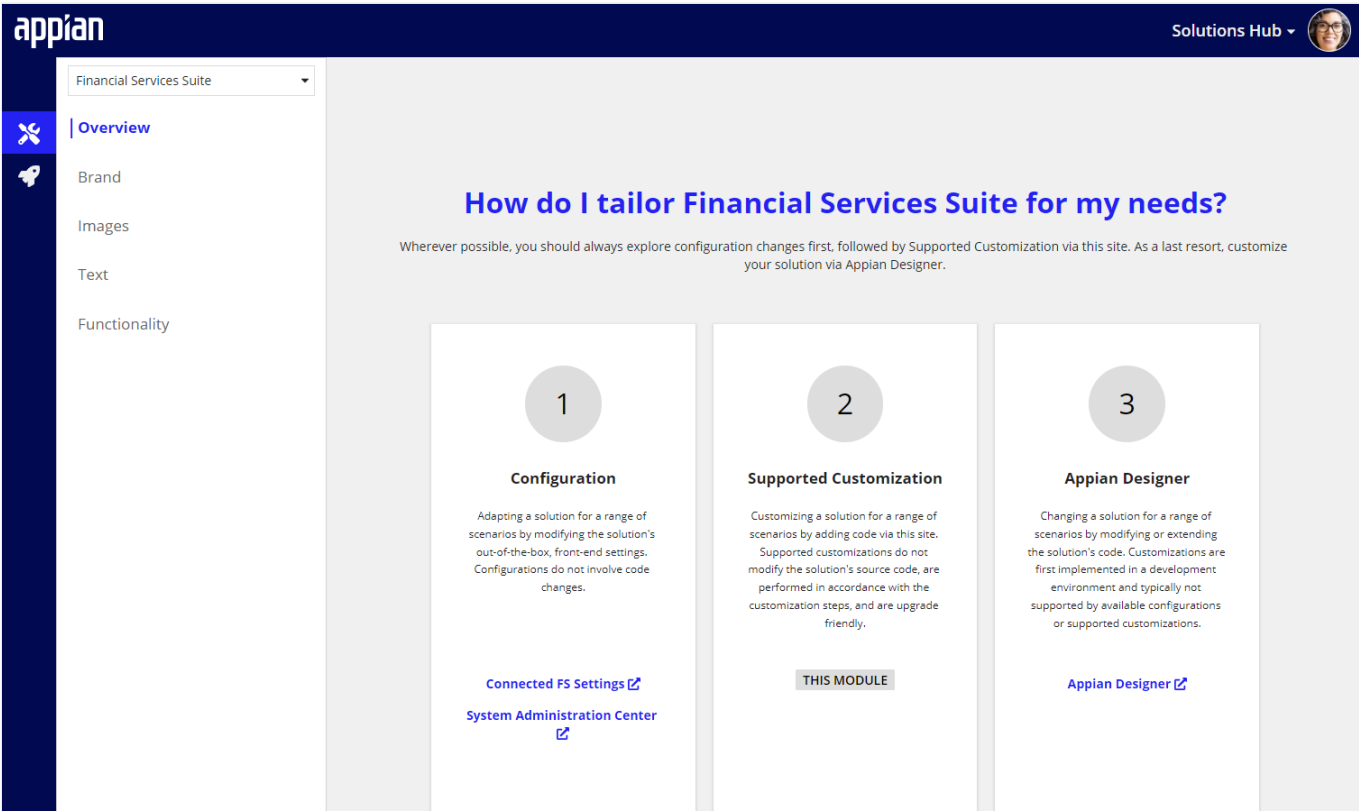 appian
Solutions Hub
Financial Services Suite
Overview
Brand
Images
Text
Functionality
How do I tailor Financial Services Suite for my needs?
Wherever possible, you should always explore configuration changes first, followed by Supported Customization via this site. As a last resort, customize
your solution via Appian Designer.
1
Configuration
Adapting a solution for a range of
scenarios by modifying the solution's
out-of-the-box, front-end settings.
Configurations do not involve code
changes.
Connected FS Settings
System Administration Center
2
Supported Customization
Customizing a solution for a range of
scenarios by adding code via this site.
Supported customizations do not
modify the solution's source code, are
performed in accordance with the
customization steps, and are upgrade
friendly.
THIS MODULE
3
Appian Designer
Changing a solution for a range of
scenarios by modifying or extending
the solution's code. Customizations are
first implemented in a development
environment and typically not
supported by available configurations
or supported customizations.
Appian Designer